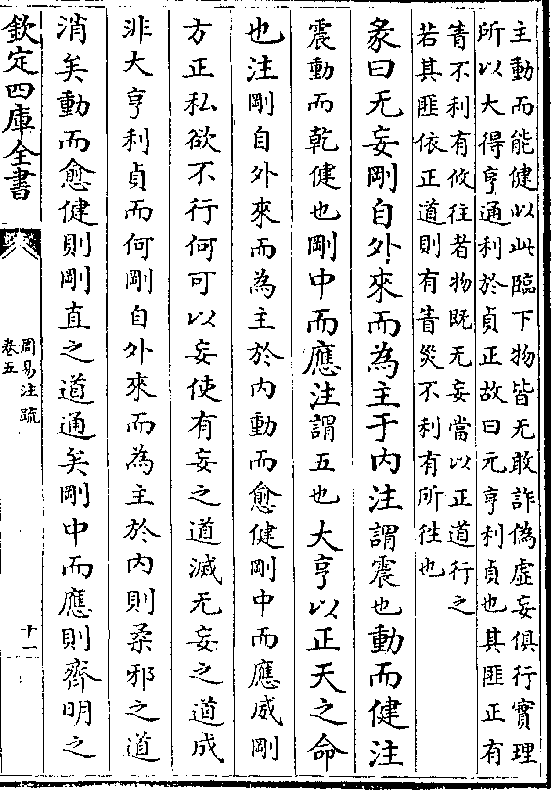 主動而能健以此臨下物皆无敢詐偽虛妄俱行實理
所以大得亨通利於貞正故曰元亨利貞也其匪正有
眚不利有攸往者物既无妄當以正道行之
若其匪依正道則有眚災不利有所往也
彖曰无妄剛自外來而為主于内注謂震也動而健注
震動而乾健也剛中而應注謂五也大亨以正天之命
也注剛自外來而為主於内動而愈健剛中而應威剛
方正私欲不行何可以妄使有妄之道滅无妄之道成
非大亨利貞而何剛自外來而為主於内則柔邪之道
消矣動而愈健則剛直之道通矣剛中而應則齊明之
欽定四庫全書
周易注疏
卷五
十一